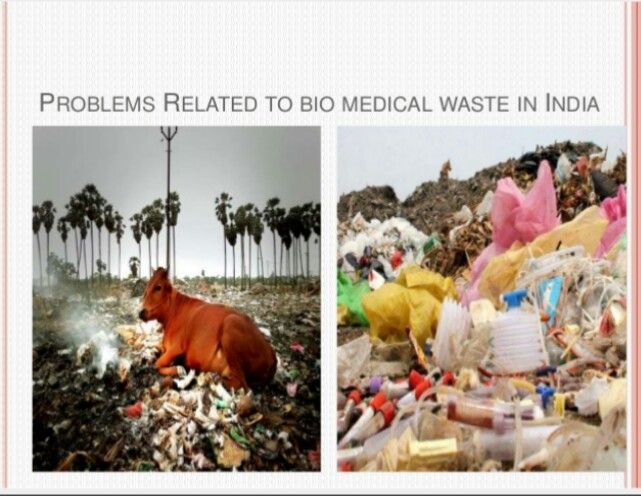 PROBLEMS RELATED TO BIO MEDICAL WASTE IN INDIA